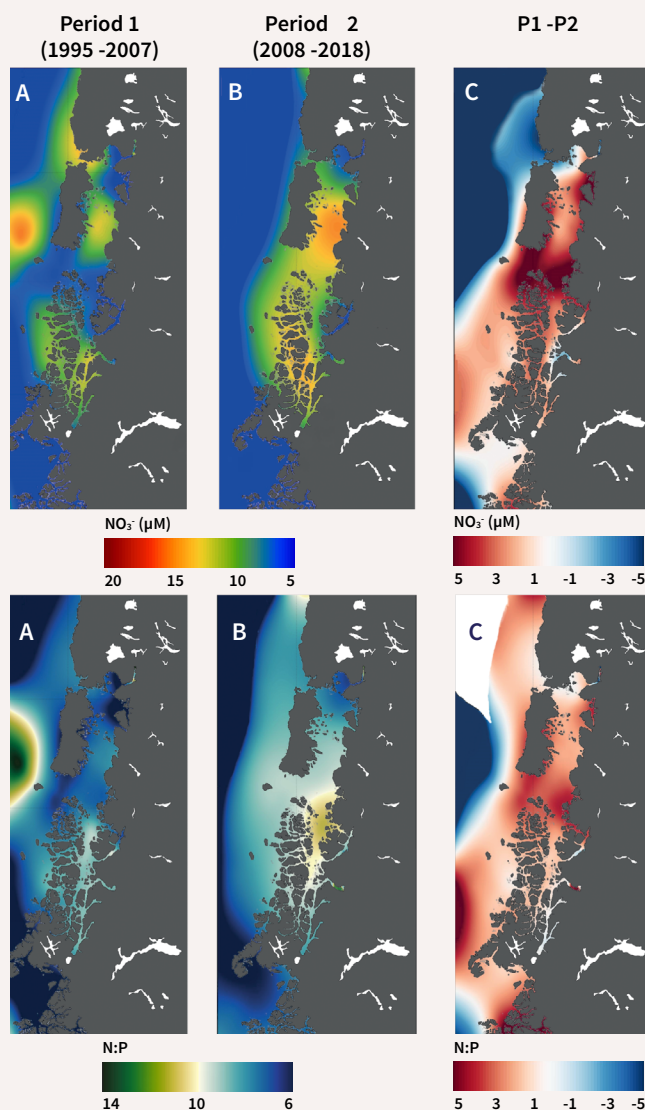 Period 1
(1995 -2007)
Period 2
(2008 -2018)
P1 -P2
A
B
C
NO₃⁻ (µM)
20 15 10 5
NO₃⁻ (µM)
5 3 1 -1 -3 -5
A
B
C
N:P
14 10 6
N:P
5 3 1 -1 -3 -5